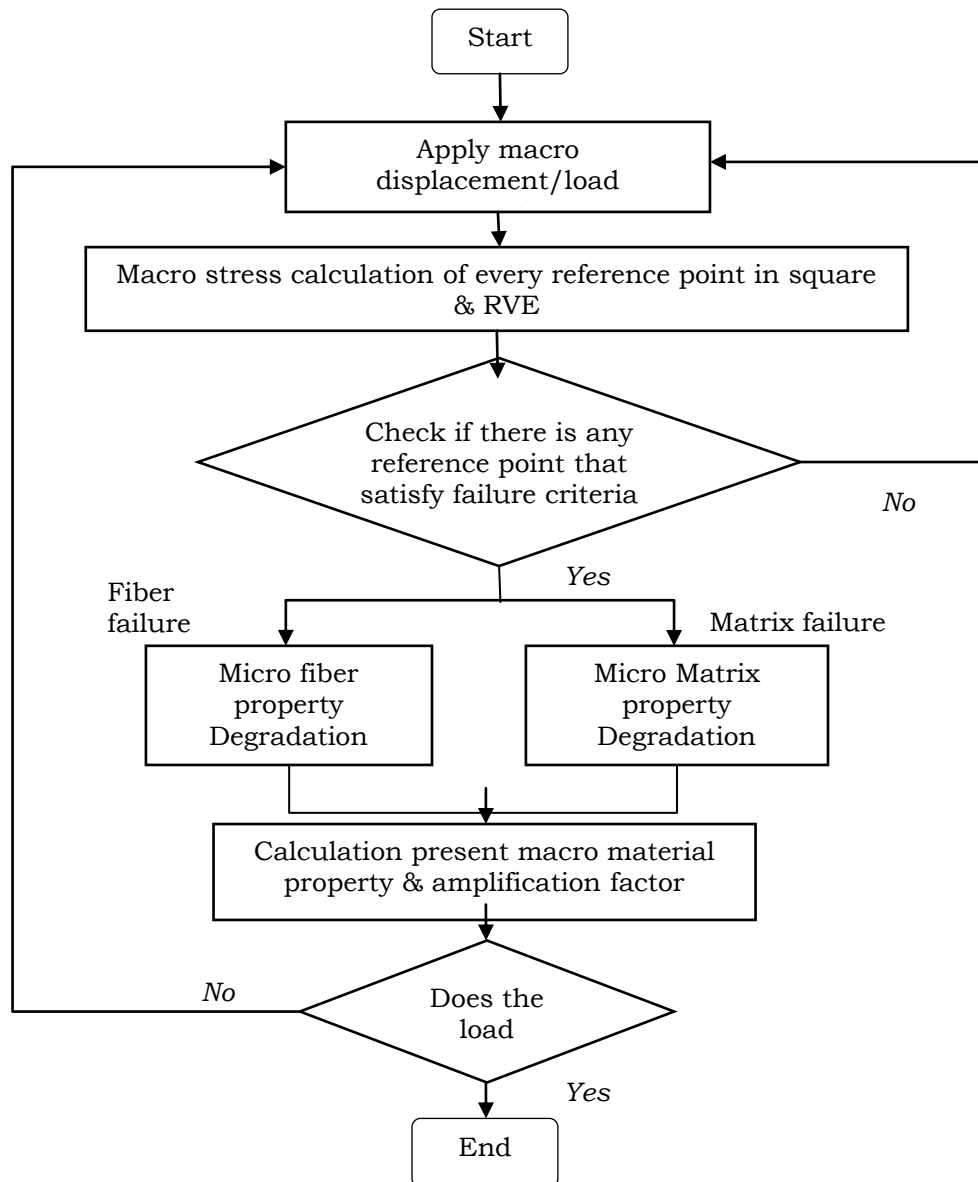 Start
Apply macro
displacement/load
Macro stress calculation of every reference point in square
& RVE
Check if there is any
reference point that
satisfy failure criteria
No
Yes
Fiber
failure
Matrix failure
Micro fiber
property
Degradation
Micro Matrix
property
Degradation
Calculation present macro material
property & amplification factor
No
Does the
load
Yes
End